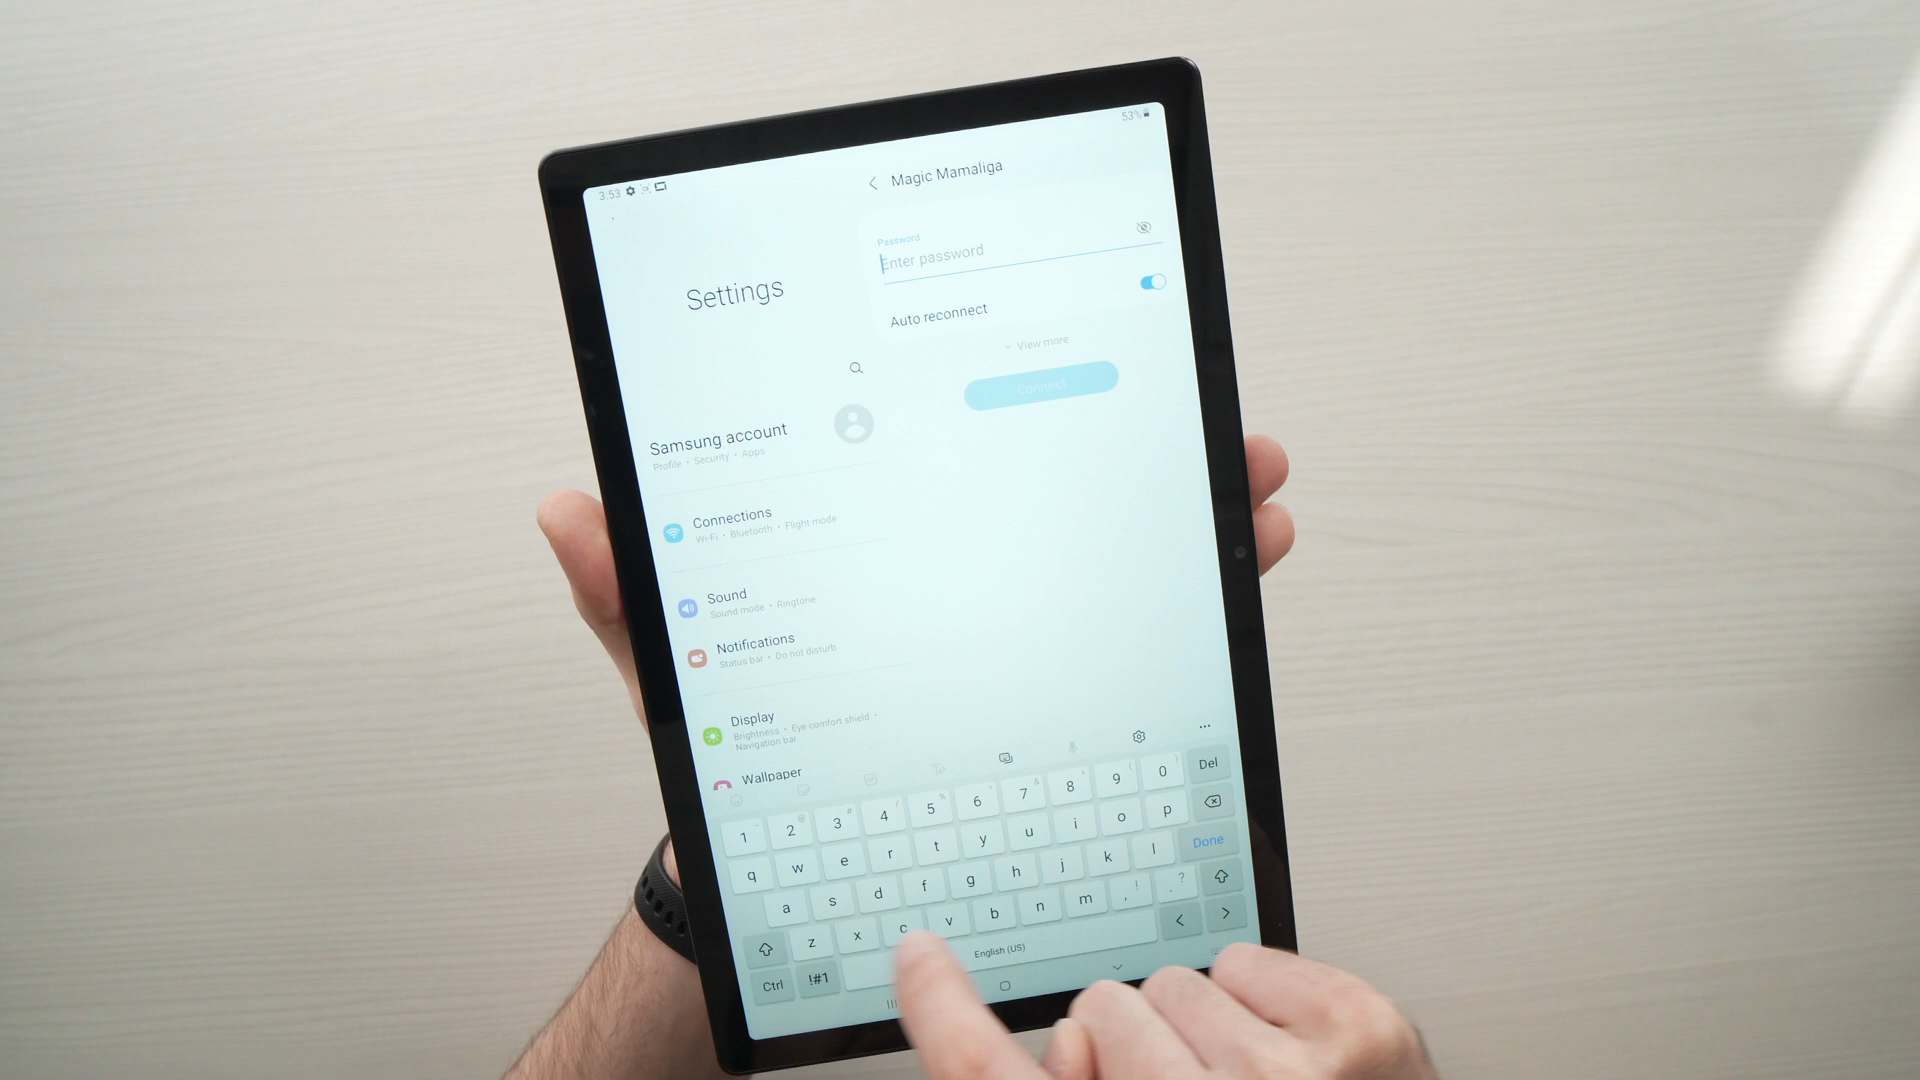 3:53
53%
Settings
Samsung account
Profile • Security • Apps
Connections
Wi-Fi • Bluetooth • Flight mode
Sound
Sound mode • Ringtone
Notifications
Status bar • Do not disturb
Display
Brightness • Eye comfort shield •
Navigation bar
Wallpaper
Magic Mamaliga
Password
Enter password
Auto reconnect
View more
Connect
1 2 3 4 5 6 7 8 9 0 Del
q w e r t y u i o p
a s d f g h j k l Done
z x c v b n m , ! . ?
Ctrl !#1 English (US) < >